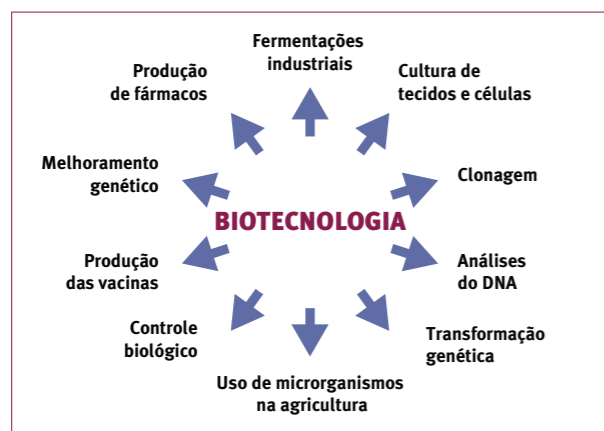 Fermentações
industriais
Produção
de fármacos
Cultura de
tecidos e células
Melhoramento
genético
Clonagem
BIOTECNOLOGIA
Produção
das vacinas
Análises
do DNA
Controle
biológico
Transformação
genética
Uso de microrganismos
na agricultura